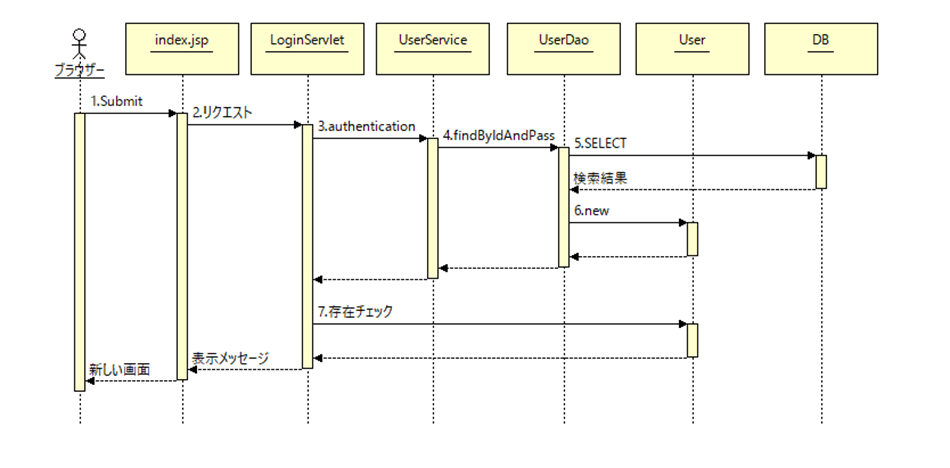 index.jsp
LoginServlet
UserService
UserDao
User
DB
ブラウザー
1.Submit
2.リクエスト
3.authentication
4.findByIdAndPass
5.SELECT
検索結果
6.new
7.存在チェック
表示メッセージ
新しい画面